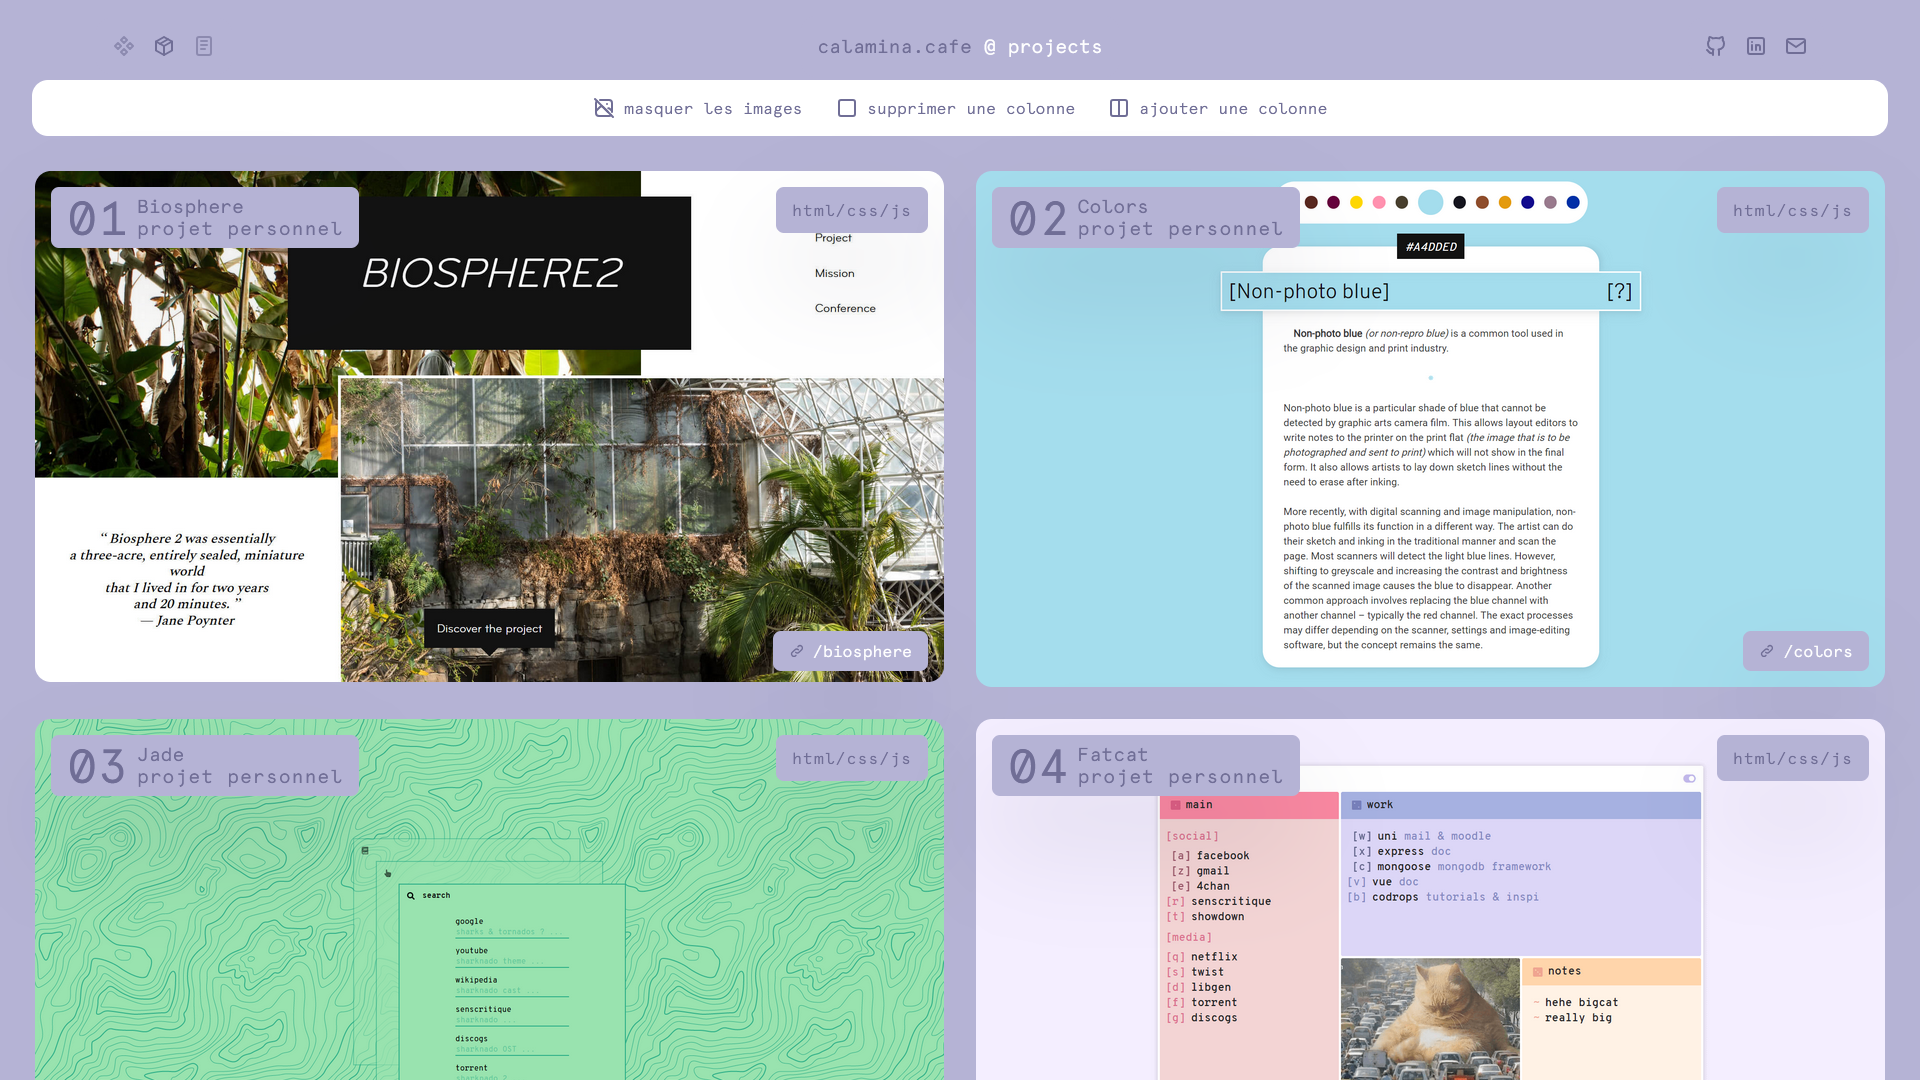 calamina.cafe @ projects
masquer les images
supprimer une colonne
ajouter une colonne
01
Biosphere
projet personnel
html/css/js
BIOSPHERE2
Project
Mission
Conference
“ Biosphere 2 was essentially
a three-acre, entirely sealed, miniature
world
that I lived in for two years
and 20 minutes. ”
— Jane Poynter
Discover the project
/biosphere
02
Colors
projet personnel
html/css/js
#A4DDED
[Non-photo blue] [?]
Non-photo blue (or non-repro blue) is a common tool used in
the graphic design and print industry.
Non-photo blue is a particular shade of blue that cannot be
detected by graphic arts camera film. This allows layout editors to
write notes to the printer on the print flat (the image that is to be
photographed and sent to print) which will not show in the final
form. It also allows artists to lay down sketch lines without the
need to erase after inking.
More recently, with digital scanning and image manipulation, non-
photo blue fulfills its function in a different way. The artist can do
their sketch and inking in the traditional manner and scan the
page. Most scanners will detect the light blue lines. However,
shifting to greyscale and increasing the contrast and brightness
of the scanned image causes the blue to disappear. Another
common approach involves replacing the blue channel with
another channel – typically the red channel. The exact processes
may differ depending on the scanner, settings and image-editing
software, but the concept remains the same.
/colors
03
Jade
projet personnel
html/css/js
search
google
sharks & tornados ? ...
youtube
sharknado theme ...
wikipedia
sharknado cast ...
senscritique
sharknado ...
discogs
sharknado OST ...
torrent
sharknado ?
04
Fatcat
projet personnel
html/css/js
main
[social]
[a] facebook
[z] gmail
[e] 4chan
[r] senscritique
[t] showdown
[media]
[q] netflix
[s] twist
[d] libgen
[f] torrent
[g] discogs
work
[w] uni mail & moodle
[x] express doc
[c] mongoose mongodb framework
[v] vue doc
[b] codrops tutorials & inspi
notes
– hehe bigcat
– really big